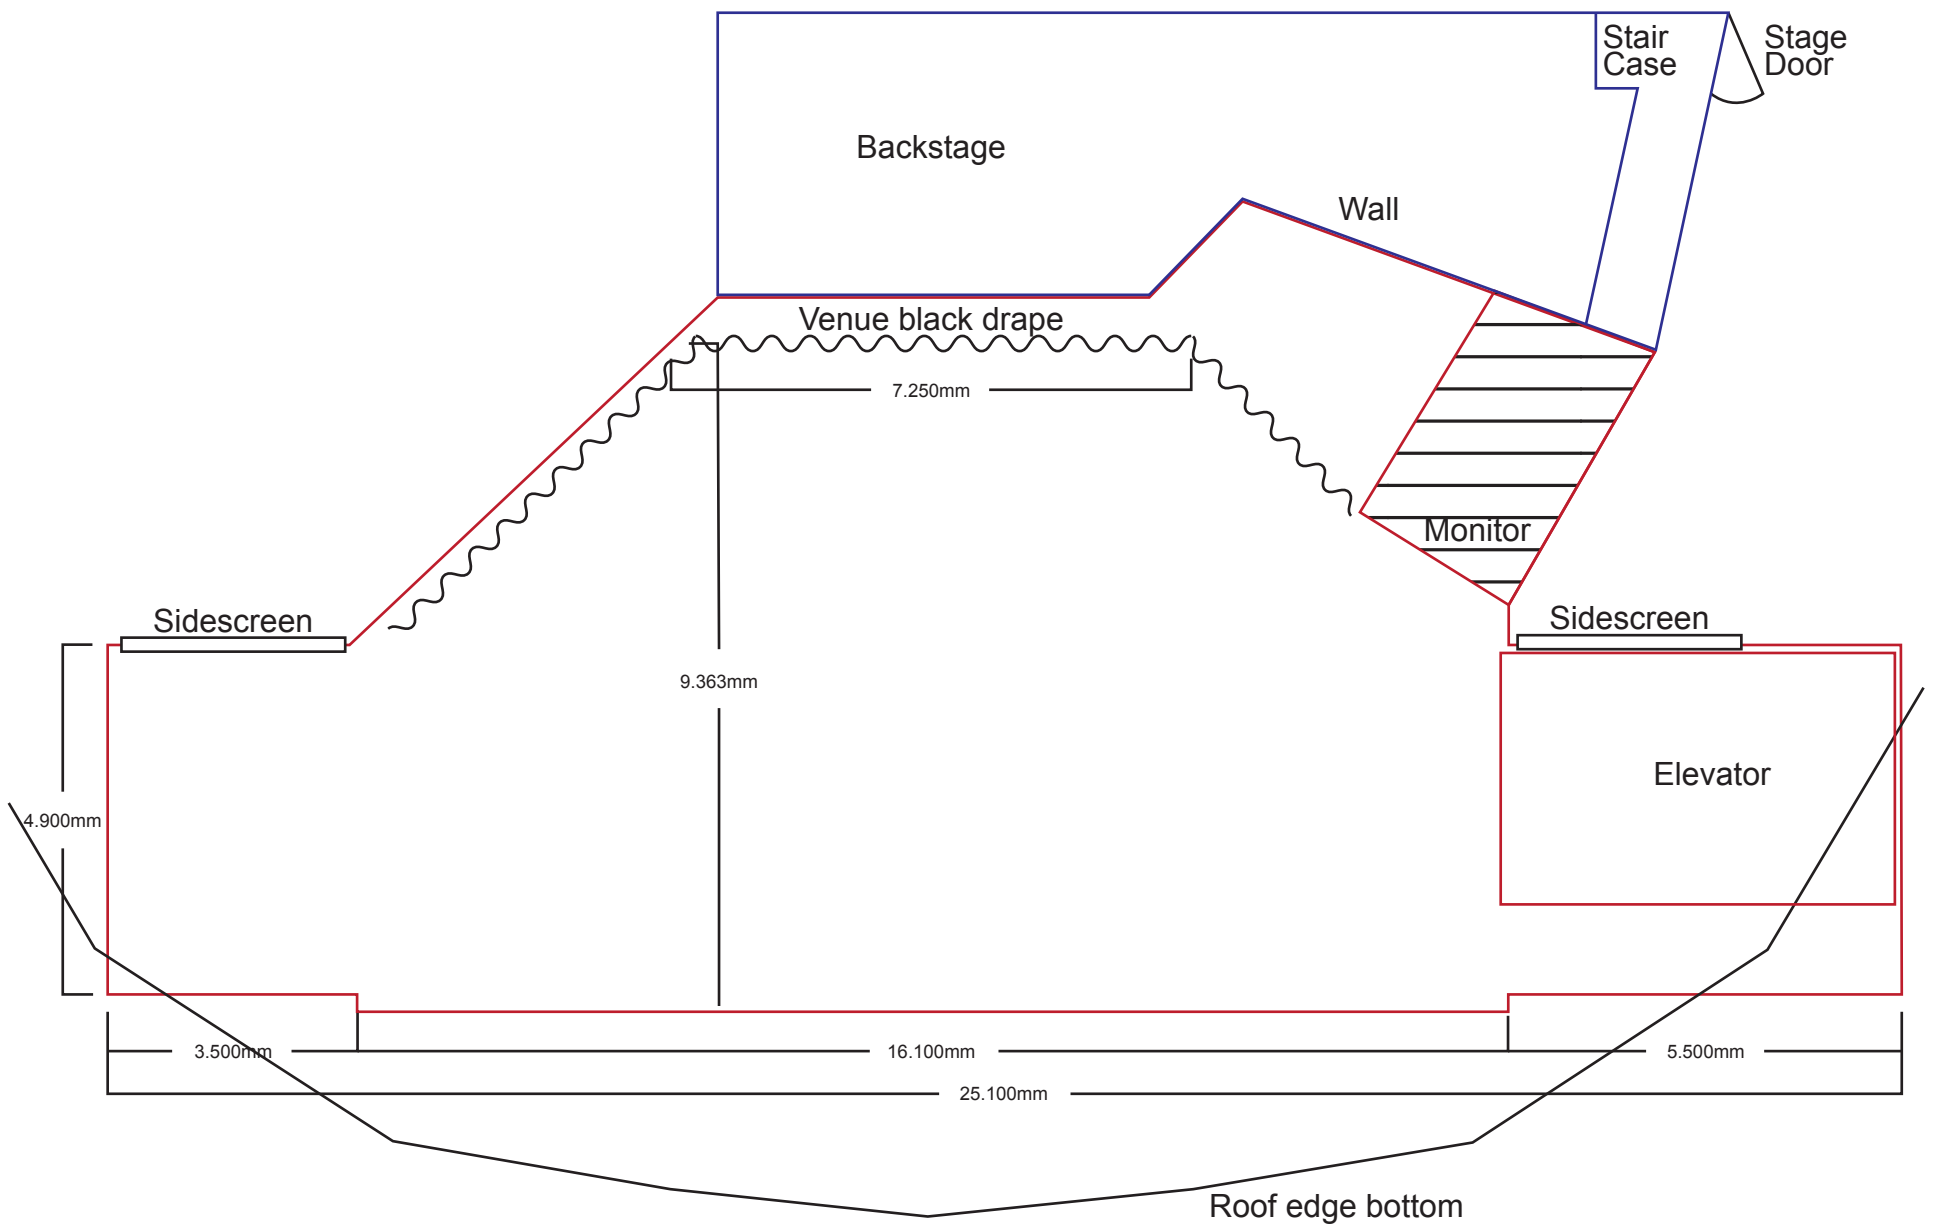 Stair
Case
Stage
Door
Backstage
Wall
Venue black drape
7.250mm
Monitor
Sidescreen
Sidescreen
9.363mm
Elevator
4.900mm
3.500mm
16.100mm
5.500mm
25.100mm
Roof edge bottom